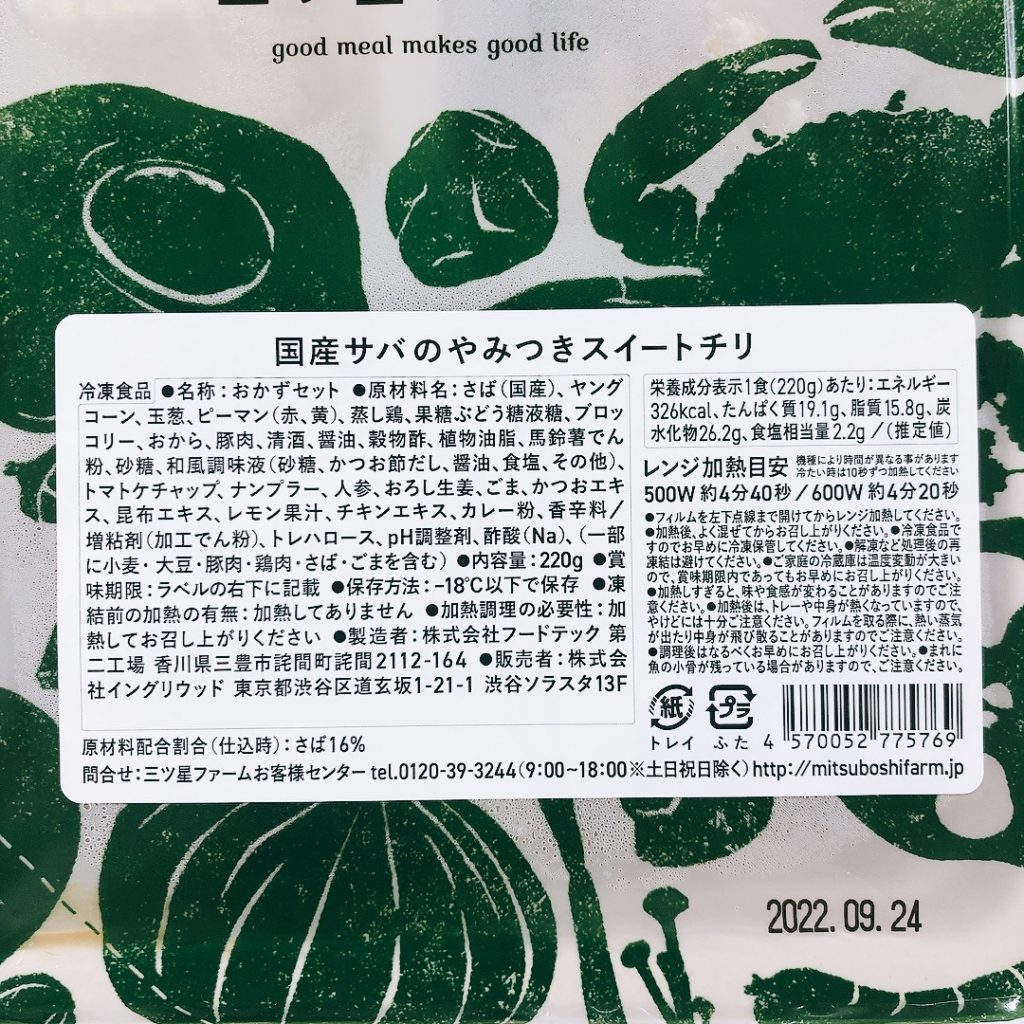 good meal makes good life
国産サバのやみつきスイートチリ
冷凍食品 ●名称：おかずセット ●原材料名：さば（国産）、ヤング
コーン、玉葱、ピーマン（赤、黄）、蒸し鶏、果糖ぶどう糖液糖、ブロッ
コリー、おから、豚肉、清酒、醤油、穀物酢、植物油脂、馬鈴薯でん
粉、砂糖、和風調味液（砂糖、かつお節だし、醤油、食塩、その他）、
トマトケチャップ、ナンプラー、人参、おろし生姜、ごま、かつおエキ
ス、昆布エキス、レモン果汁、チキンエキス、カレー粉、香辛料／
増粘剤（加工でん粉）、トレハロース、pH調整剤、酢酸（Na）、（一部
に小麦・大豆・豚肉・鶏肉・さば・ごまを含む） ●内容量：220g ●賞
味期限：ラベルの右下に記載 ●保存方法：-18℃以下で保存 ●凍
結前の加熱の有無：加熱してありません ●加熱調理の必要性：加
熱してお召し上がりください ●製造者：株式会社フードテック 第
二工場 香川県三豊市詫間町詫間2112-164 ●販売者：株式会
社イングリウッド 東京都渋谷区道玄坂1-21-1 渋谷ソラスタ13F
原材料配合割合（仕込時）：さば16%
栄養成分表示1食（220g）あたり：エネルギー
326kcal、たんぱく質19.1g、脂質15.8g、炭
水化物26.2g、食塩相当量2.2g／（推定値）
レンジ加熱目安 機種により時間が異なる事があります
冷たい時は10秒ずつ加熱してください
500W 約4分40秒／600W 約4分20秒
●フィルムを左下点線まで開けてからレンジ加熱してください。
●加熱後、よく混ぜてからお召し上がりください。●冷凍食品で
すのでお早めに冷凍保管してください。●解凍など処理後の再
凍結は避けてください。●ご家庭の冷蔵庫は温度変動が大きい
ので、賞味期限内であってもお早めにお召し上がりください。
●加熱しすぎると、味や食感が変わることがありますのでご注
意ください。●加熱後は、トレーや中身が熱くなっていますので、
やけどには十分ご注意ください。フィルムを取る際に、熱い蒸気
が出たり中身が飛び散ることがありますのでご注意ください。
●調理後はなるべくお早めにお召し上がりください。●まれに
魚の小骨が残っている場合がありますので、ご注意ください。
紙 プラ
トレイ ふた 4 570052 775769
問合せ：三ツ星ファームお客様センター tel.0120-39-3244（9:00~18:00※土日祝日除く）http://mitsuboshifarm.jp
2022.09.24